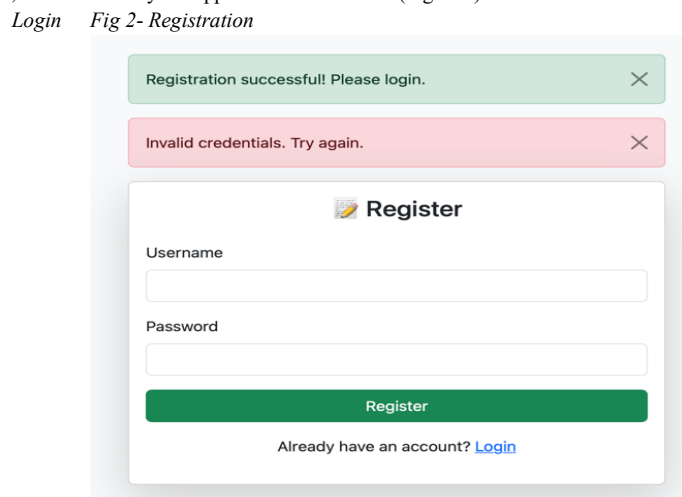 Login Fig 2- Registration
Registration successful! Please login.
Invalid credentials. Try again.
📝 Register
Username
Password
Register
Already have an account? Login